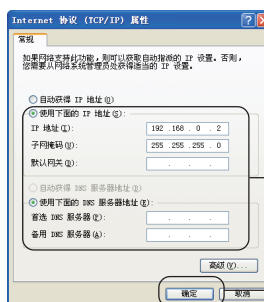 Internet 协议 (TCP/IP) 属性
常规
如果网络支持此功能，则可以获取自动指派的 IP 设置。否则，
您需要从网络系统管理员处获得适当的 IP 设置。
自动获得 IP 地址(O)
使用下面的 IP 地址(S):
IP 地址(I): 192 .168 . 0 . 2
子网掩码(U): 255 .255 .255 . 0
默认网关(D): . . .
自动获得 DNS 服务器地址(B)
使用下面的 DNS 服务器地址(E):
首选 DNS 服务器(P): . . .
备用 DNS 服务器(A): . . .
高级(V)...
确定 取消